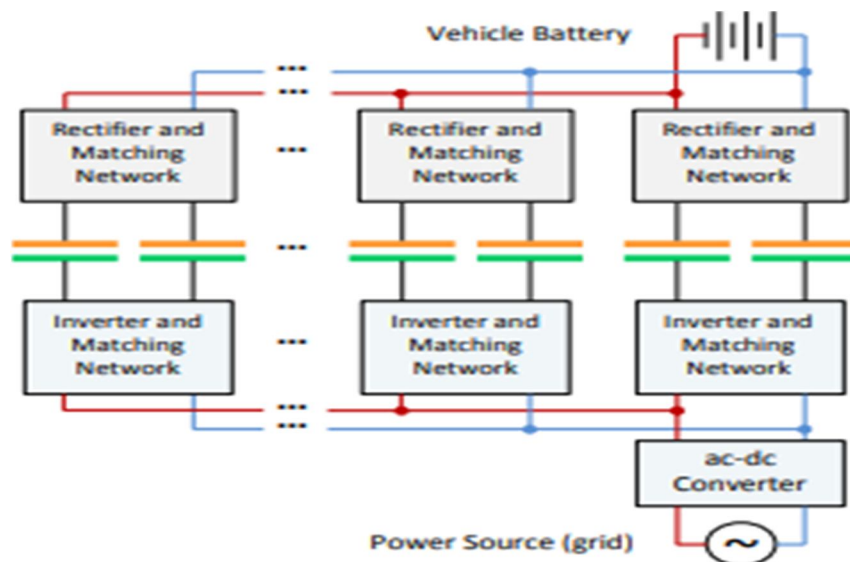 Vehicle Battery
...
...
Rectifier and
Matching
Network
...
Rectifier and
Matching
Network
Rectifier and
Matching
Network
...
Inverter and
Matching
Network
...
Inverter and
Matching
Network
Inverter and
Matching
Network
...
...
ac-dc
Converter
Power Source (grid)
~